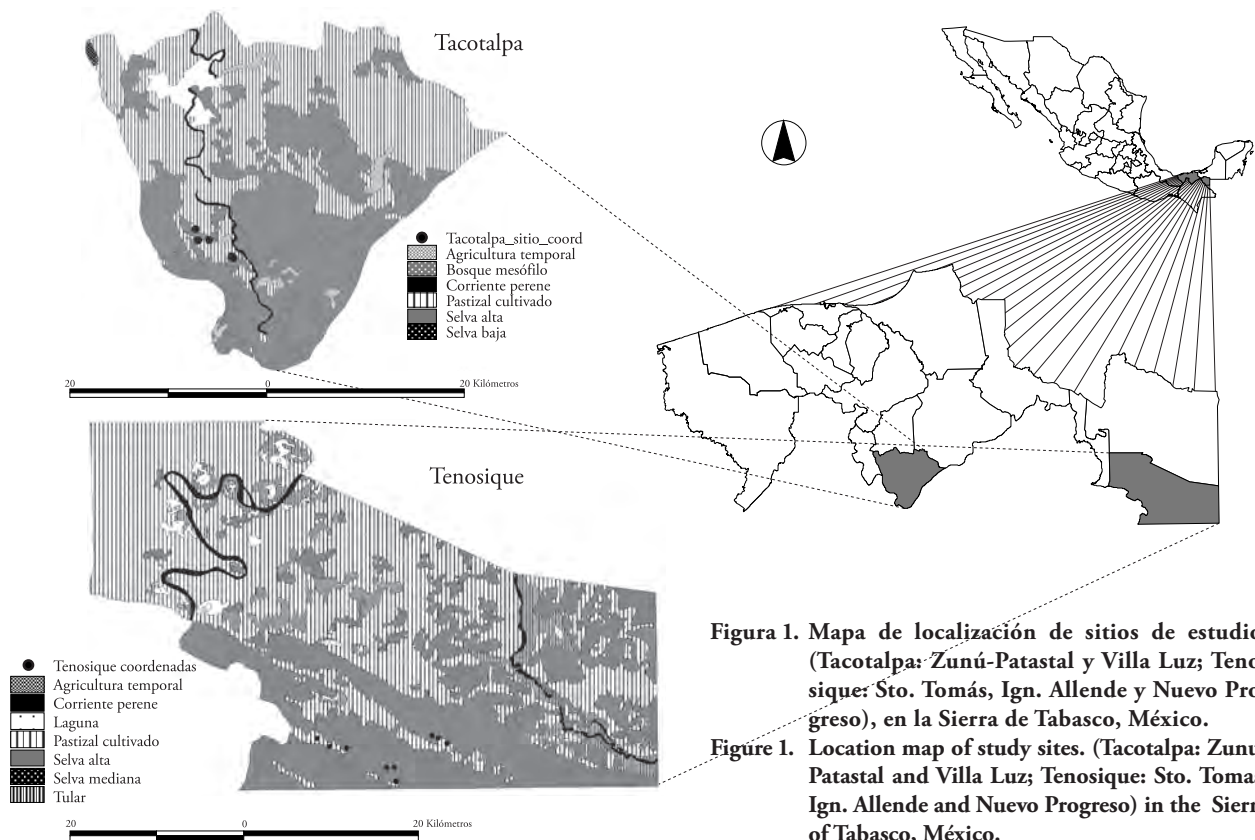 Tacotalpa
Tacotalpa_sitio_coord
Agricultura temporal
Bosque mesófilo
Corriente perene
Pastizal cultivado
Selva alta
Selva baja
20 0 20 Kilómetros
Tenosique
Tenosique coordenadas
Agricultura temporal
Corriente perene
Laguna
Pastizal cultivado
Selva alta
Selva mediana
Tular
20 0 20 Kilómetros
Figura 1. Mapa de localización de sitios de estudio
(Tacotalpa: Zunú-Patastal y Villa Luz; Teno
sique: Sto. Tomás, Ign. Allende y Nuevo Pro
greso), en la Sierra de Tabasco, México.
Figure 1. Location map of study sites. (Tacotalpa: Zunu
Patastal and Villa Luz; Tenosique: Sto. Tomas
Ign. Allende and Nuevo Progreso) in the Sierr
of Tabasco, México.